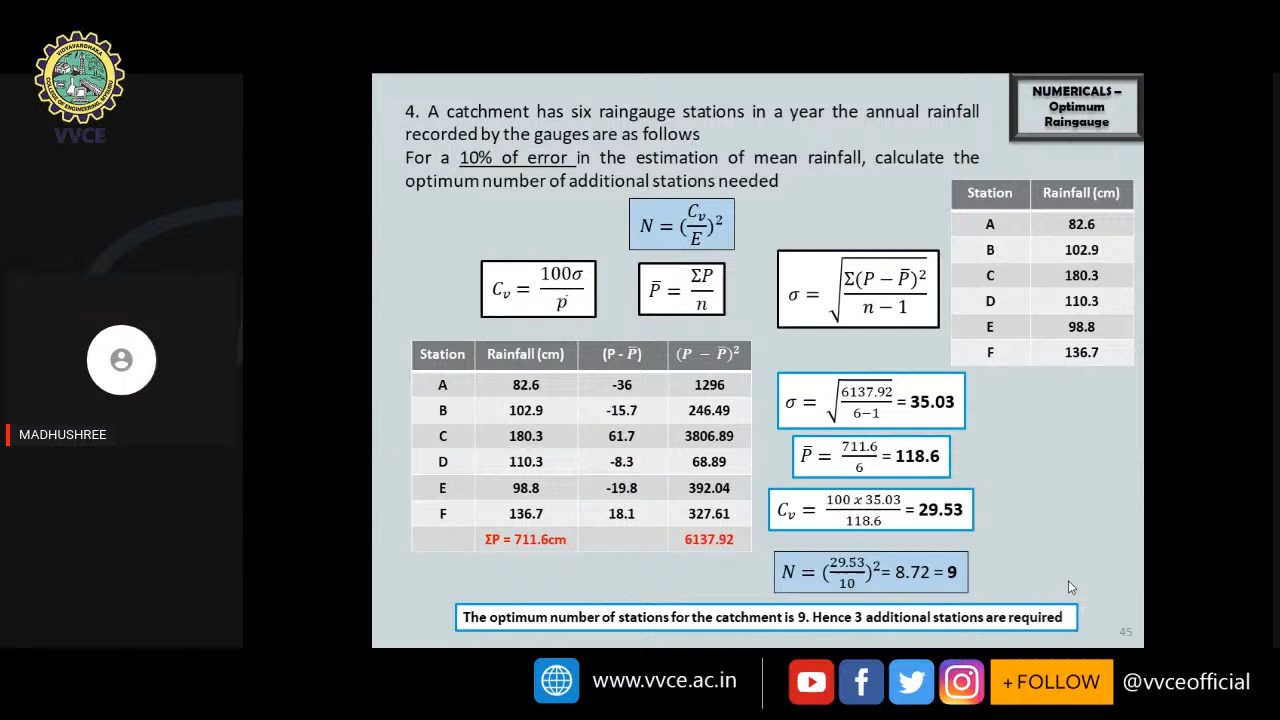 VIDYAVARDHAKA
COLLEGE OF ENGINEERING, MYSURU
VVCE
NUMERICALS –
Optimum
Raingauge
4. A catchment has six raingauge stations in a year the annual rainfall
recorded by the gauges are as follows
For a 10% of error in the estimation of mean rainfall, calculate the
optimum number of additional stations needed
Station Rainfall (cm)
A 82.6
B 102.9
C 180.3
D 110.3
E 98.8
F 136.7
N = (C_v/E)^2
C_v = 100σ/p
P̄ = ΣP/n
σ = √(Σ(P − P̄)^2/(n − 1))
Station Rainfall (cm) (P - P̄) (P − P̄)^2
A 82.6 -36 1296
B 102.9 -15.7 246.49
C 180.3 61.7 3806.89
D 110.3 -8.3 68.89
E 98.8 -19.8 392.04
F 136.7 18.1 327.61
ΣP = 711.6cm 6137.92
σ = √(6137.92/(6−1)) = 35.03
P̄ = 711.6/6 = 118.6
C_v = 100 x 35.03/118.6 = 29.53
N = (29.53/10)^2 = 8.72 = 9
The optimum number of stations for the catchment is 9. Hence 3 additional stations are required
45
MADHUSHREE
www.vvce.ac.in
+ FOLLOW
@vvceofficial